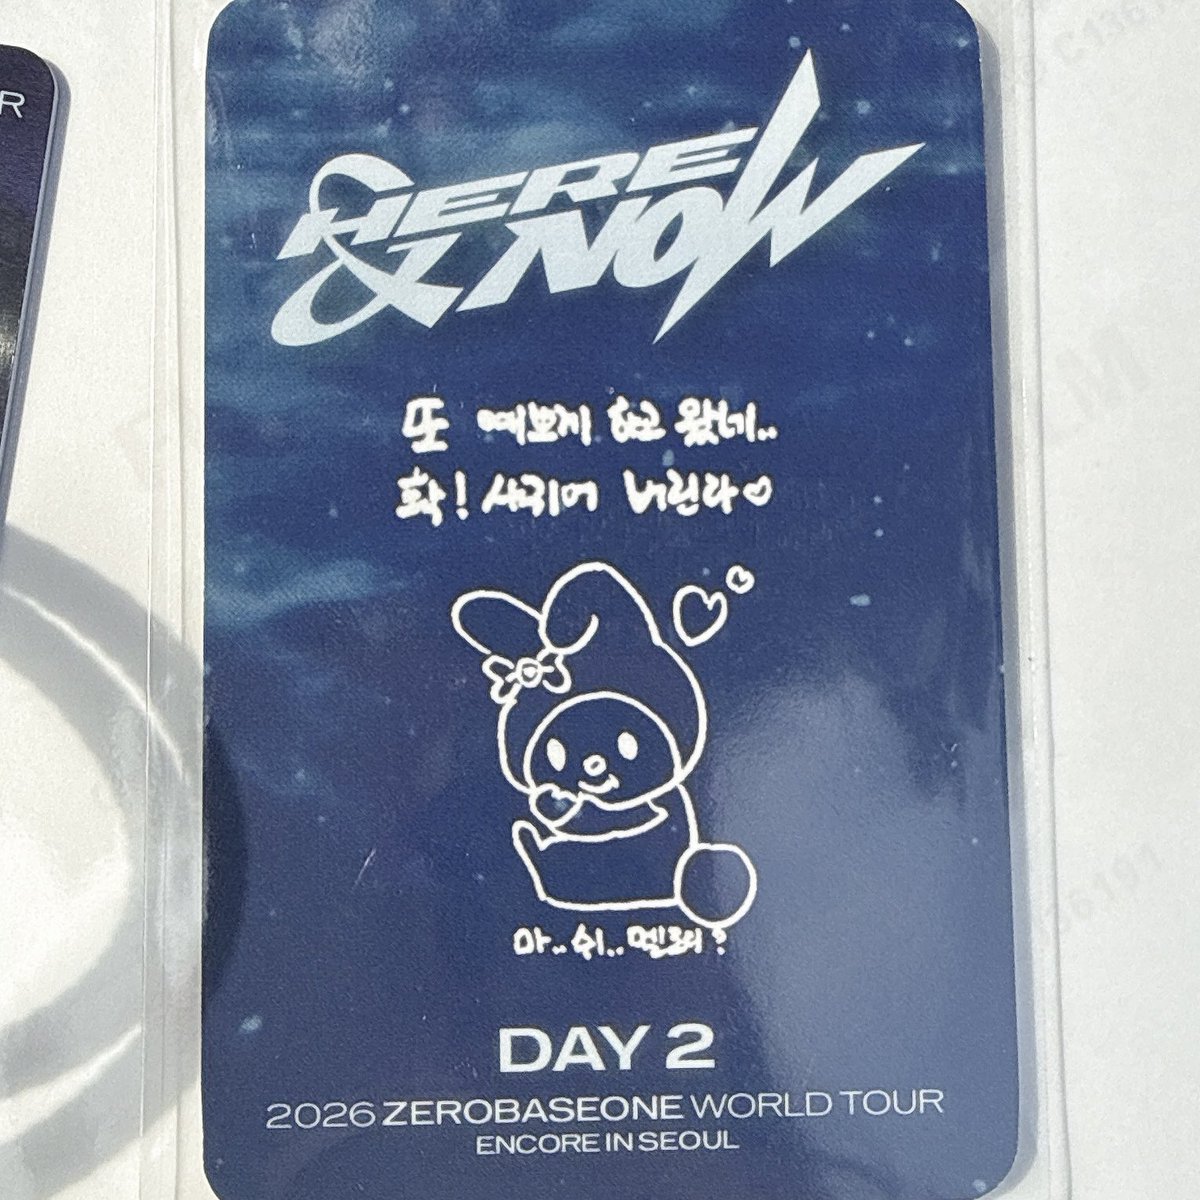 R
HERE
& NOW
또 예쁘게 하고 왔네..
확! 사귀어 버린라♡
마..쉬..멜로?
DAY 2
2026 ZEROBASEONE WORLD TOUR
ENCORE IN SEOUL